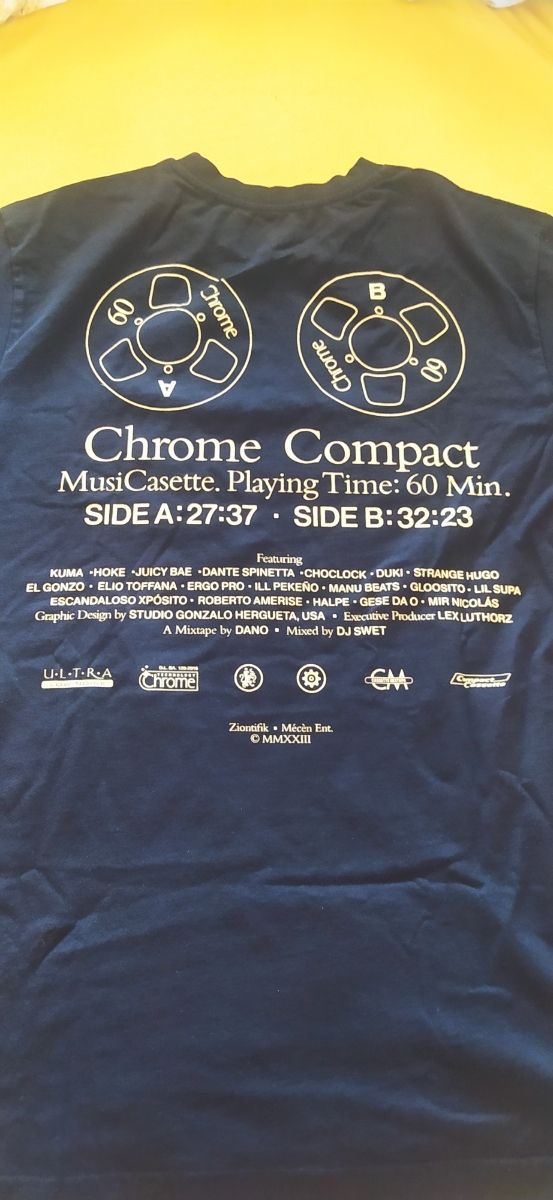 60
Chrome
A
B
Chrome
60
Chrome Compact
MusiCasette. Playing Time: 60 Min.
SIDE A:27:37 · SIDE B:32:23
Featuring
KUMA •HOKE •JUICY BAE •DANTE SPINETTA •CHOCLOCK •DUKI • STRANGE HUGO
EL GONZO • ELIO TOFFANA • ERGO PRO • ILL PEKEÑO • MANU BEATS • GLOOSITO • LIL SUPA
ESCANDALOSO XPÓSITO • ROBERTO AMERISE • HALPE • GESE DA O • MIR NICOLÁS
Graphic Design by STUDIO GONZALO HERGUETA, USA • Executive Producer LEX LUTHORZ
A Mixtape by DANO • Mixed by DJ SWET
U·L·T·R·A
TECHNOLOGY
Chrome
CM
Compact
Cassette
Ziontifik • Mécèn Ent.
© MMXXIII